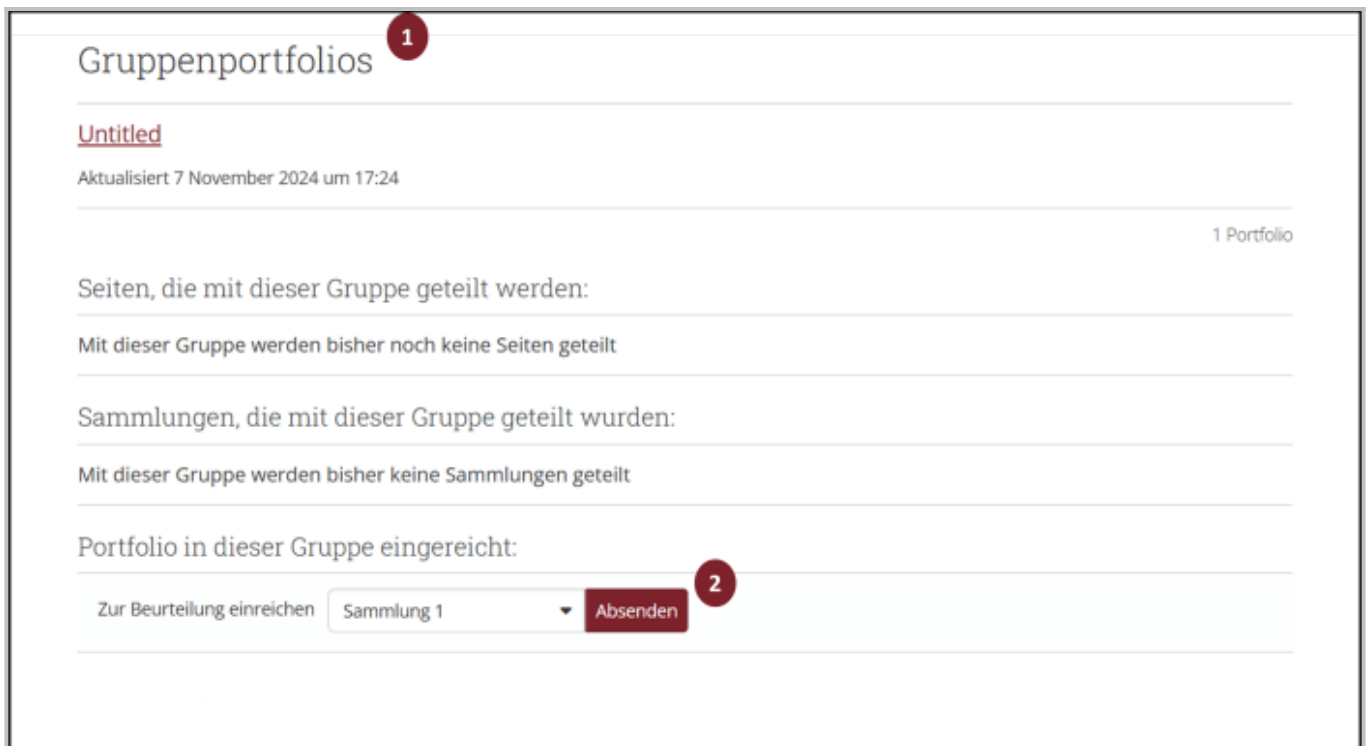 Gruppenportfolios 1
Untitled
Aktualisiert 7 November 2024 um 17:24
1 Portfolio
Seiten, die mit dieser Gruppe geteilt werden:
Mit dieser Gruppe werden bisher noch keine Seiten geteilt
Sammlungen, die mit dieser Gruppe geteilt wurden:
Mit dieser Gruppe werden bisher keine Sammlungen geteilt
Portfolio in dieser Gruppe eingereicht:
Zur Beurteilung einreichen Sammlung 1 Absenden 2